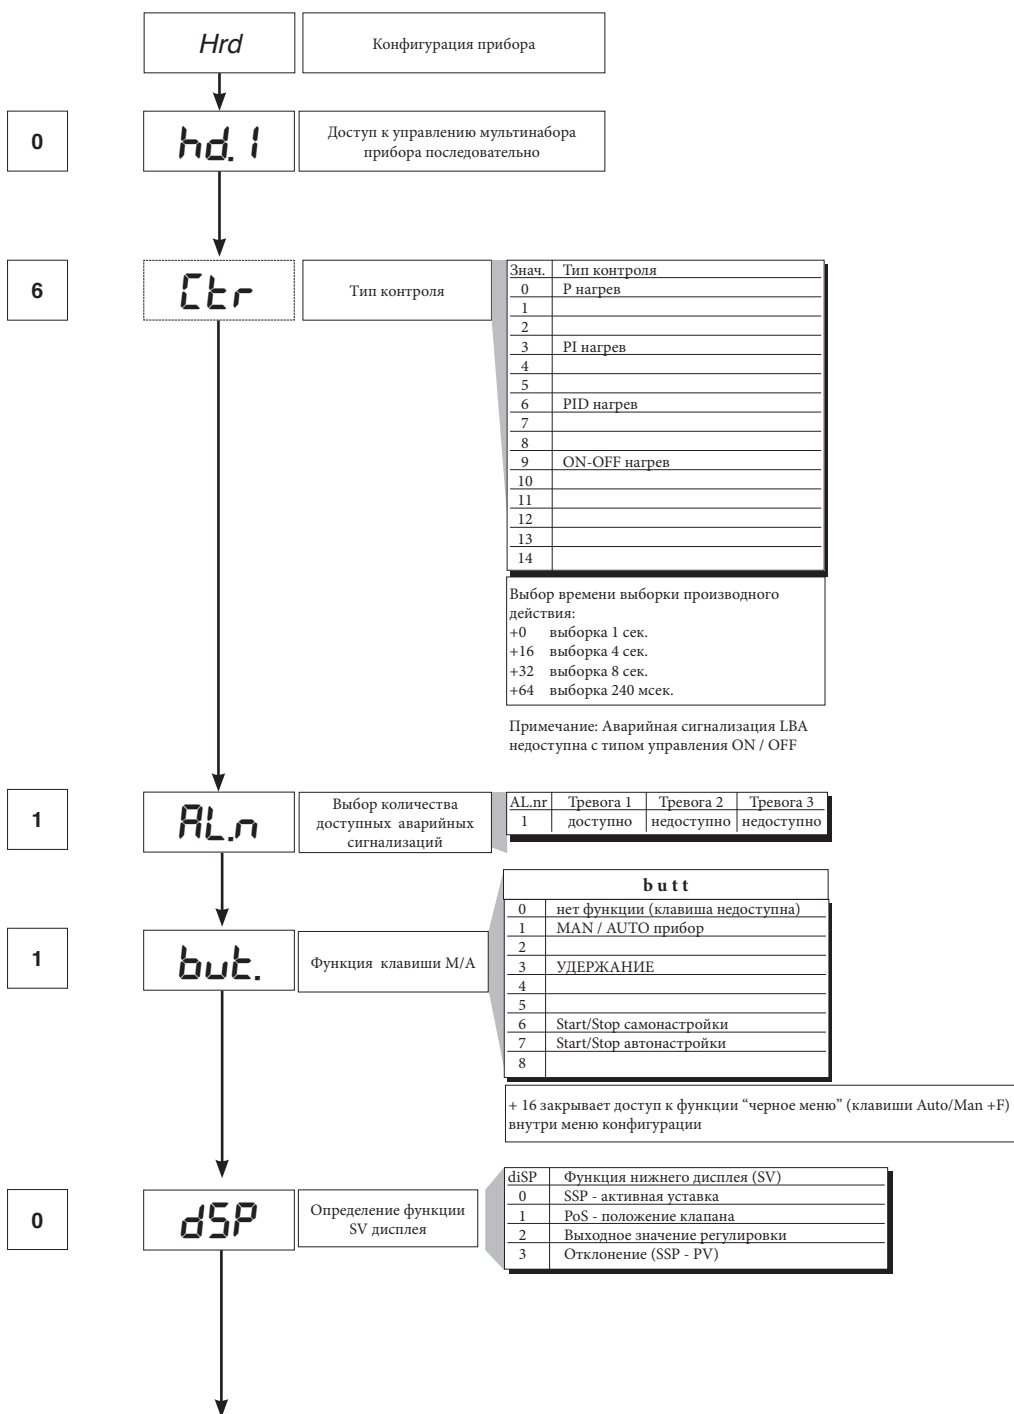 Hrd
Конфигурация прибора
0
hd. 1
Доступ к управлению мультинабора
прибора последовательно
6
Ctr
Тип контроля
Знач. Тип контроля
0 P нагрев
1
2
3 PI нагрев
4
5
6 PID нагрев
7
8
9 ON-OFF нагрев
10
11
12
13
14
Выбор времени выборки производного
действия:
+0 выборка 1 сек.
+16 выборка 4 сек.
+32 выборка 8 сек.
+64 выборка 240 мсек.
Примечание: Аварийная сигнализация LBA
недоступна с типом управления ON / OFF
1
AL.n
Выбор количества
доступных аварийных
сигнализаций
AL.nr Тревога 1 Тревога 2 Тревога 3
1 доступно недоступно недоступно
1
but.
Функция клавиши М/А
b u t t
0 нет функции (клавиша недоступна)
1 MAN / AUTO прибор
2
3 УДЕРЖАНИЕ
4
5
6 Start/Stop самонастройки
7 Start/Stop автонастройки
8
+ 16 закрывает доступ к функции “черное меню” (клавиши Auto/Man +F)
внутри меню конфигурации
0
dSP
Определение функции
SV дисплея
diSP Функция нижнего дисплея (SV)
0 SSP - активная уставка
1 PoS - положение клапана
2 Выходное значение регулировки
3 Отклонение (SSP - PV)